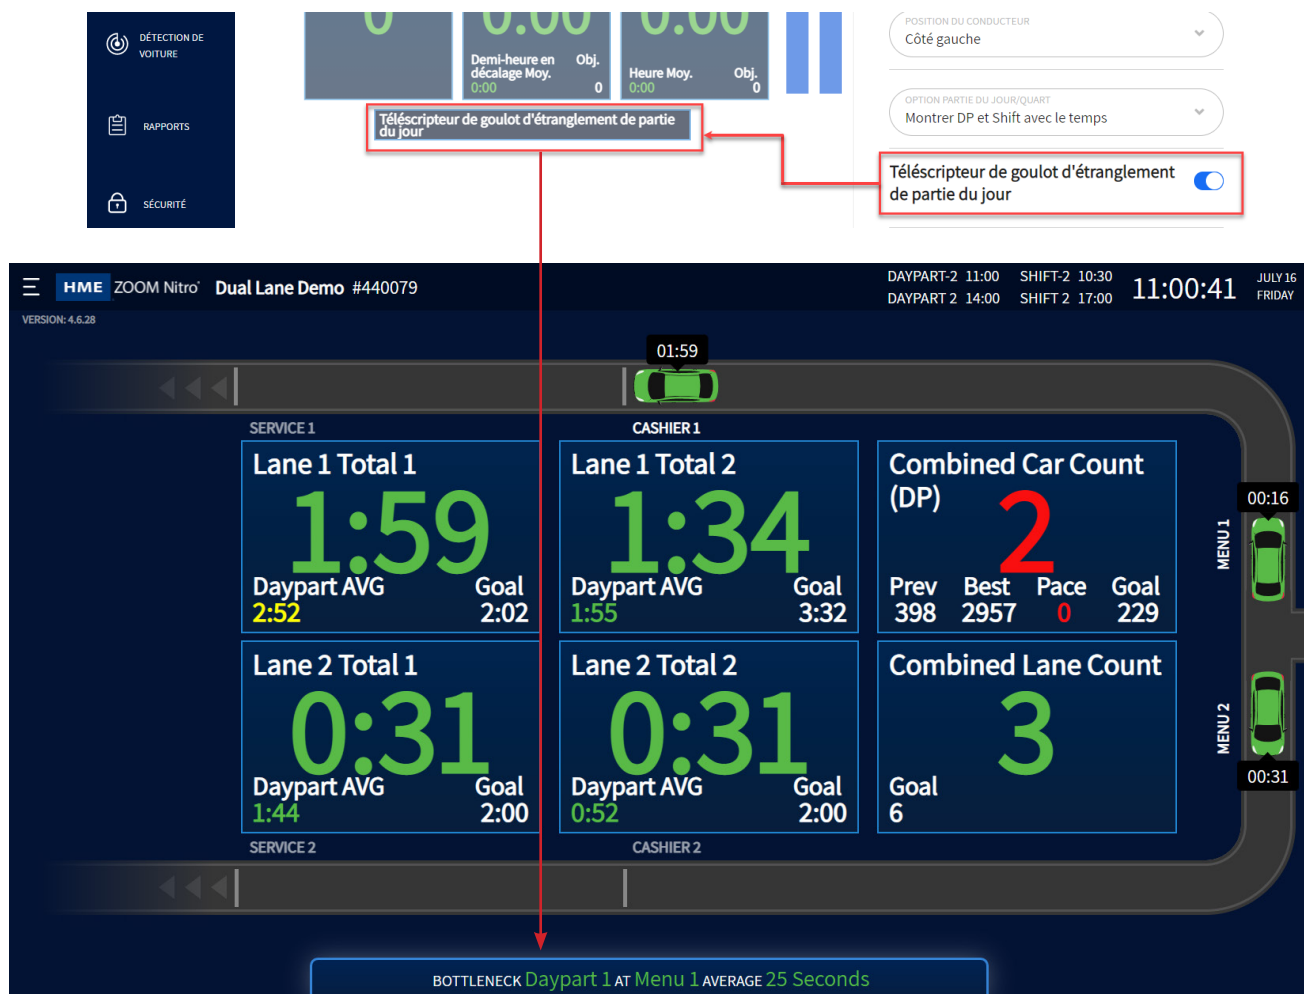 DÉTECTION DE
VOITURE
RAPPORTS
SÉCURITÉ
0
0.00
0.00
Demi-heure en
décalage Moy.
Obj.
0:00
0
Heure Moy.
Obj.
0:00
0
Téléscripteur de goulot d'étranglement de partie
du jour
POSITION DU CONDUCTEUR
Côté gauche
OPTION PARTIE DU JOUR/QUART
Montrer DP et Shift avec le temps
Téléscripteur de goulot d'étranglement
de partie du jour
HME ZOOM Nitro Dual Lane Demo #440079
DAYPART-2 11:00 SHIFT-2 10:30
DAYPART 2 14:00 SHIFT 2 17:00
11:00:41
JULY 16
FRIDAY
VERSION: 4.6.28
01:59
SERVICE 1
CASHIER 1
Lane 1 Total 1
1:59
Daypart AVG Goal
2:52 2:02
Lane 1 Total 2
1:34
Daypart AVG Goal
1:55 3:32
Combined Car Count
(DP)
2
Prev Best Pace Goal
398 2957 0 229
00:16
MENU 1
Lane 2 Total 1
0:31
Daypart AVG Goal
1:44 2:00
Lane 2 Total 2
0:31
Daypart AVG Goal
0:52 2:00
Combined Lane Count
3
Goal
6
MENU 2
00:31
SERVICE 2
CASHIER 2
BOTTLENECK Daypart 1 AT Menu 1 AVERAGE 25 Seconds